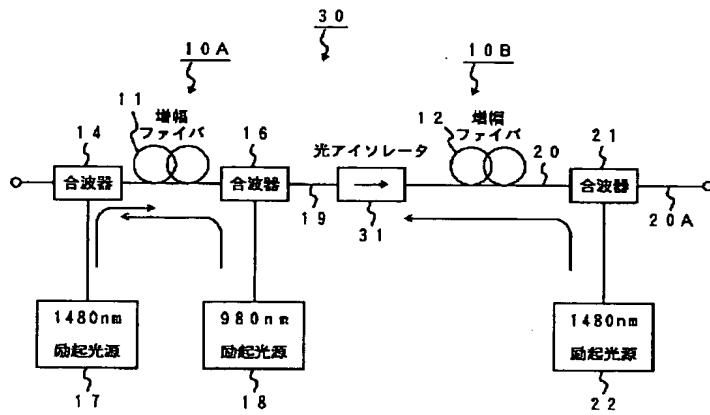 30
10A
10B
11
増幅
ファイバ
12
増幅
ファイバ
14
16
光アイソレータ
20
21
合波器
合波器
合波器
19
31
20A
1480nm
励起光源
980nm
励起光源
1480nm
励起光源
17
18
22